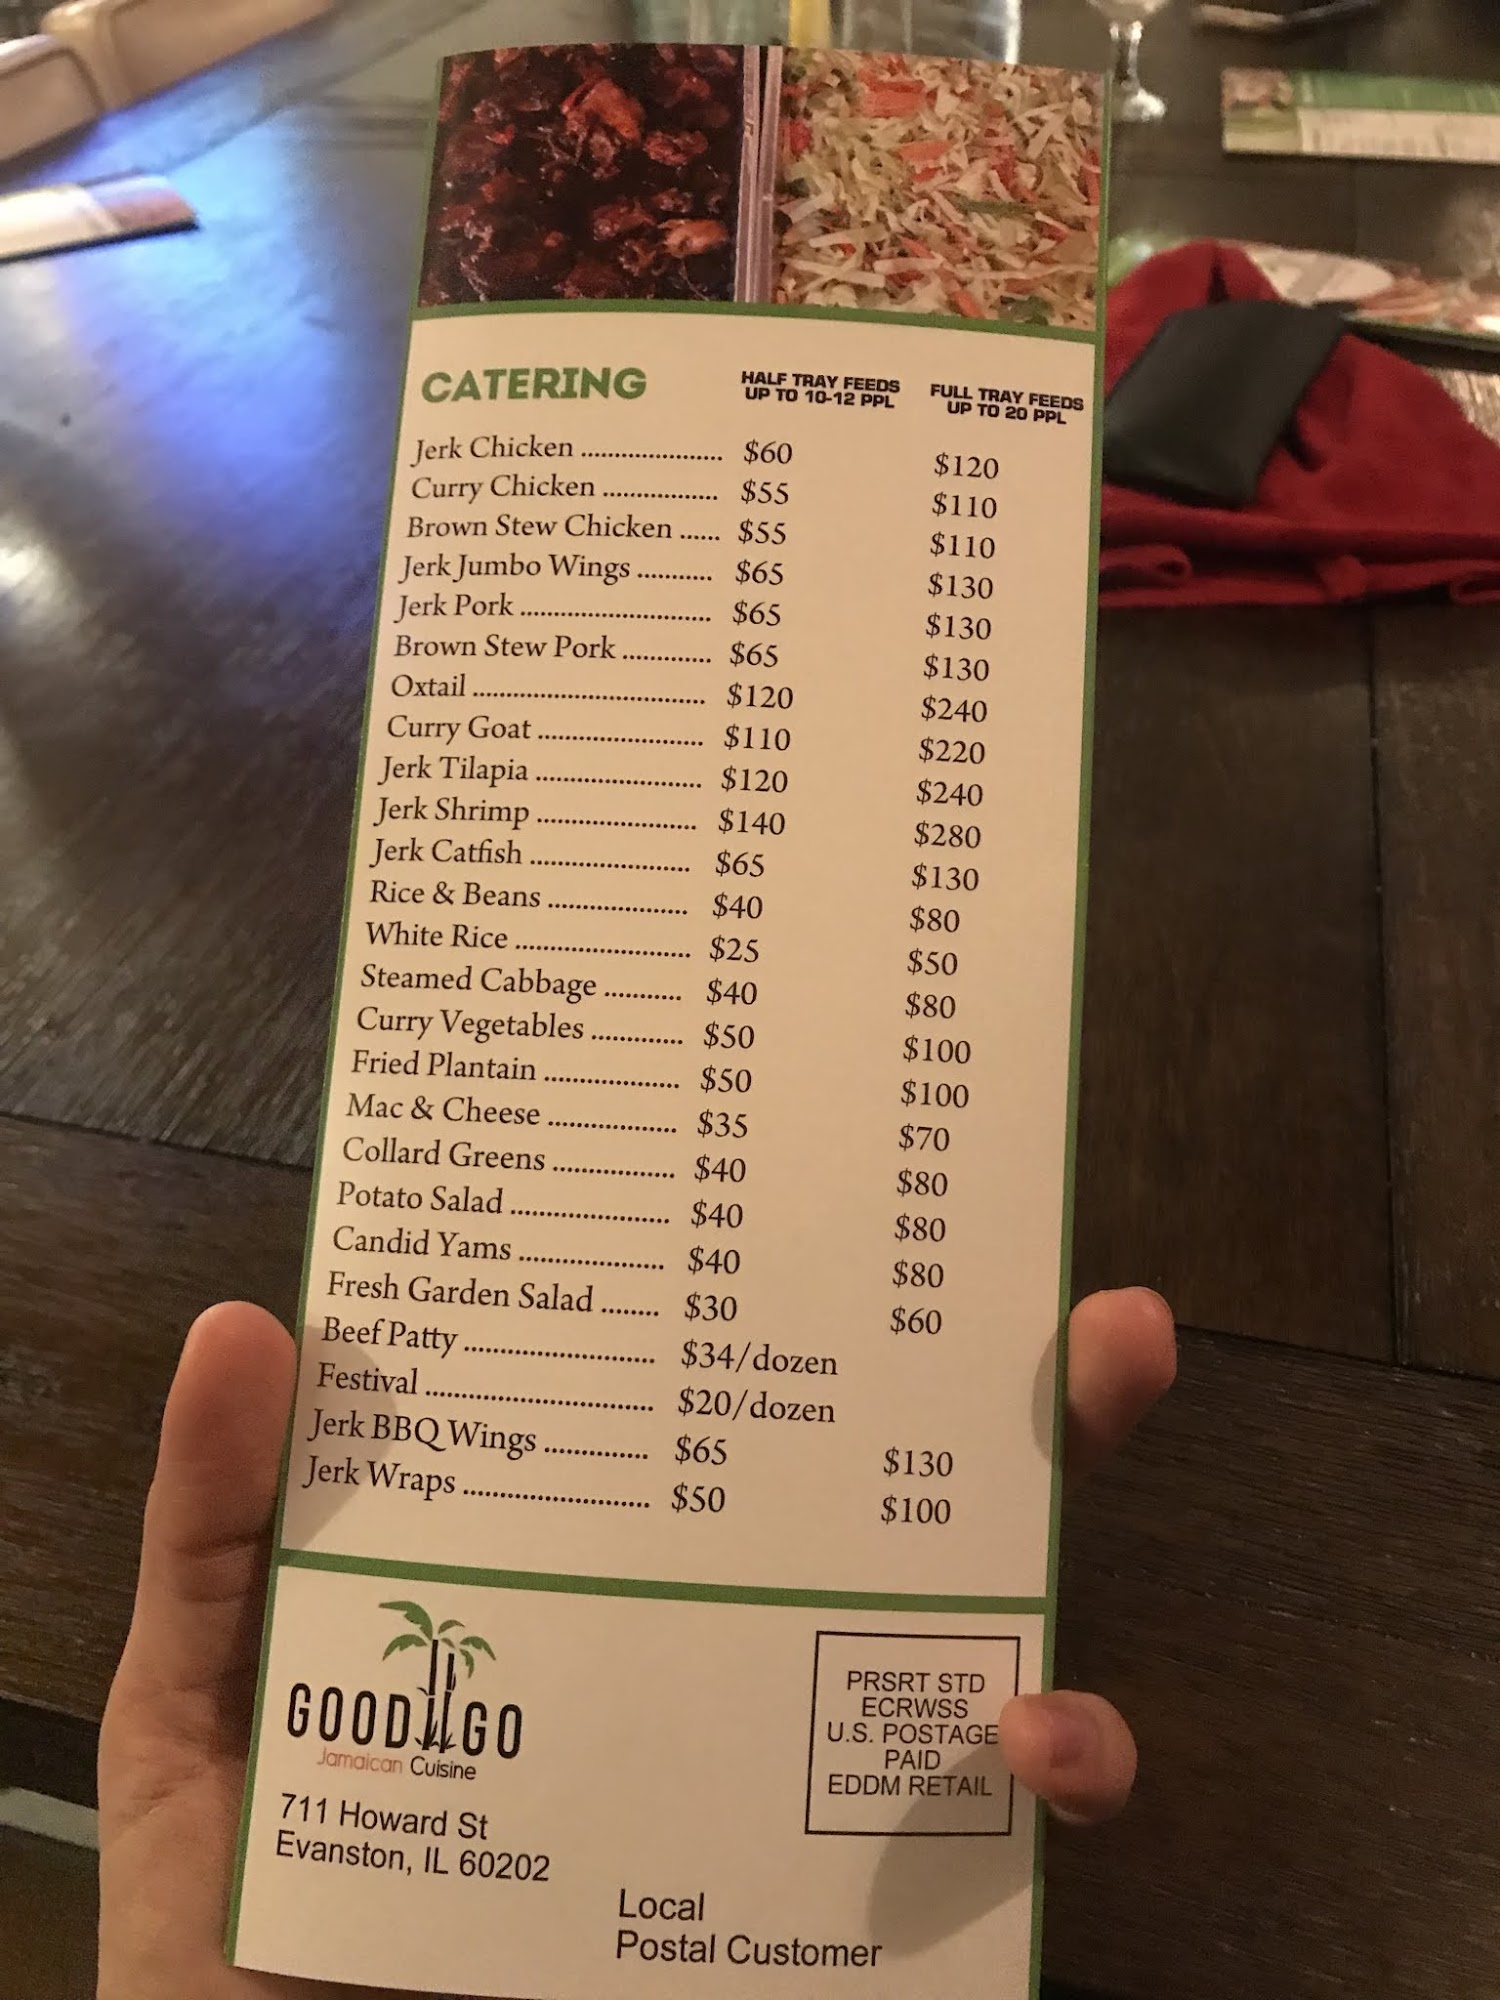 CATERING HALF TRAY FEEDS UP TO 10-12 PPL FULL TRAY FEEDS UP TO 20 PPL
Jerk Chicken ..................... $60 $120
Curry Chicken ................. $55 $110
Brown Stew Chicken ...... $55 $110
Jerk Jumbo Wings ........... $65 $130
Jerk Pork ............................ $65 $130
Brown Stew Pork ............. $65 $130
Oxtail .................................. $120 $240
Curry Goat ........................ $110 $220
Jerk Tilapia ........................ $120 $240
Jerk Shrimp ....................... $140 $280
Jerk Catfish ....................... $65 $130
Rice & Beans .................... $40 $80
White Rice ......................... $25 $50
Steamed Cabbage ........... $40 $80
Curry Vegetables ............. $50 $100
Fried Plantain ................... $50 $100
Mac & Cheese .................. $35 $70
Collard Greens ................. $40 $80
Potato Salad ...................... $40 $80
Candid Yams .................... $40 $80
Fresh Garden Salad ........ $30 $60
Beef Patty ........................... $34/dozen
Festival ................................ $20/dozen
Jerk BBQ Wings .............. $65 $130
Jerk Wraps .......................... $50 $100
GOOD GO
Jamaican Cuisine
711 Howard St
Evanston, IL 60202
PRSRT STD
ECRWSS
U.S. POSTAGE
PAID
EDDM RETAIL
Local
Postal Customer